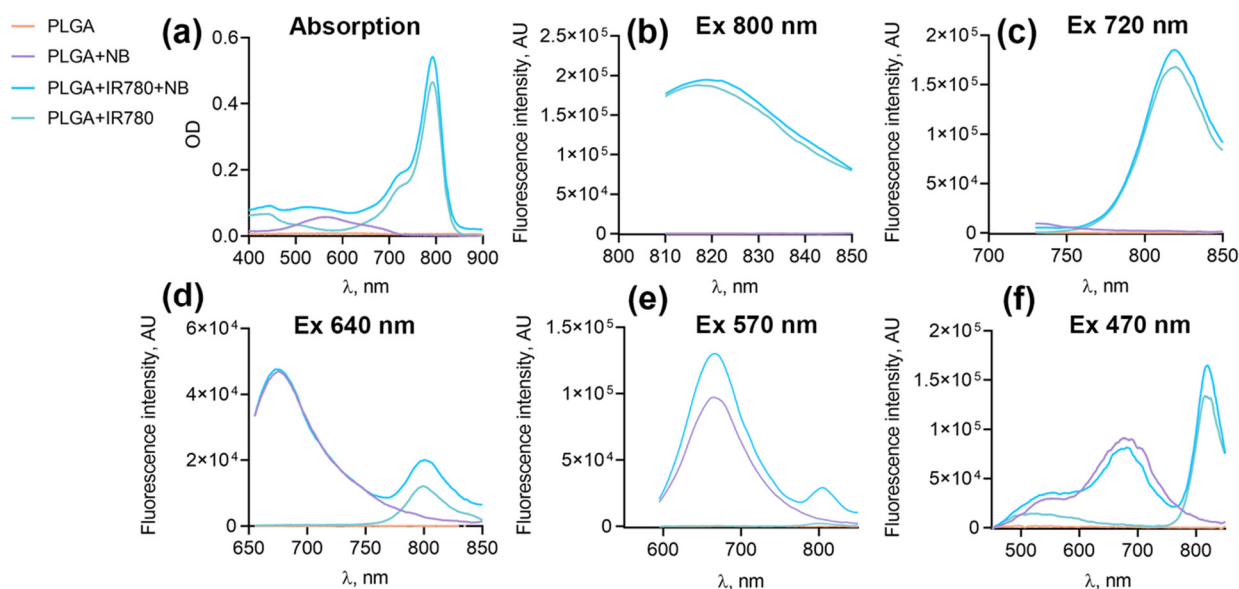 PLGA
PLGA+NB
PLGA+IR780+NB
PLGA+IR780
(a)
Absorption
OD
0.6
0.4
0.2
0.0
400 500 600 700 800 900
λ, nm
(b)
Ex 800 nm
Fluorescence intensity, AU
2.5×10⁵
2×10⁵
1.5×10⁵
1×10⁵
5×10⁴
0
800 810 820 830 840 850
λ, nm
(c)
Ex 720 nm
Fluorescence intensity, AU
2×10⁵
1.5×10⁵
1×10⁵
5×10⁴
0
700 750 800 850
λ, nm
(d)
Ex 640 nm
Fluorescence intensity, AU
6×10⁴
4×10⁴
2×10⁴
0
650 700 750 800 850
λ, nm
(e)
Ex 570 nm
Fluorescence intensity, AU
1.5×10⁵
1×10⁵
5×10⁴
0
600 700 800
λ, nm
(f)
Ex 470 nm
Fluorescence intensity, AU
2×10⁵
1.5×10⁵
1×10⁵
5×10⁴
0
500 600 700 800
λ, nm